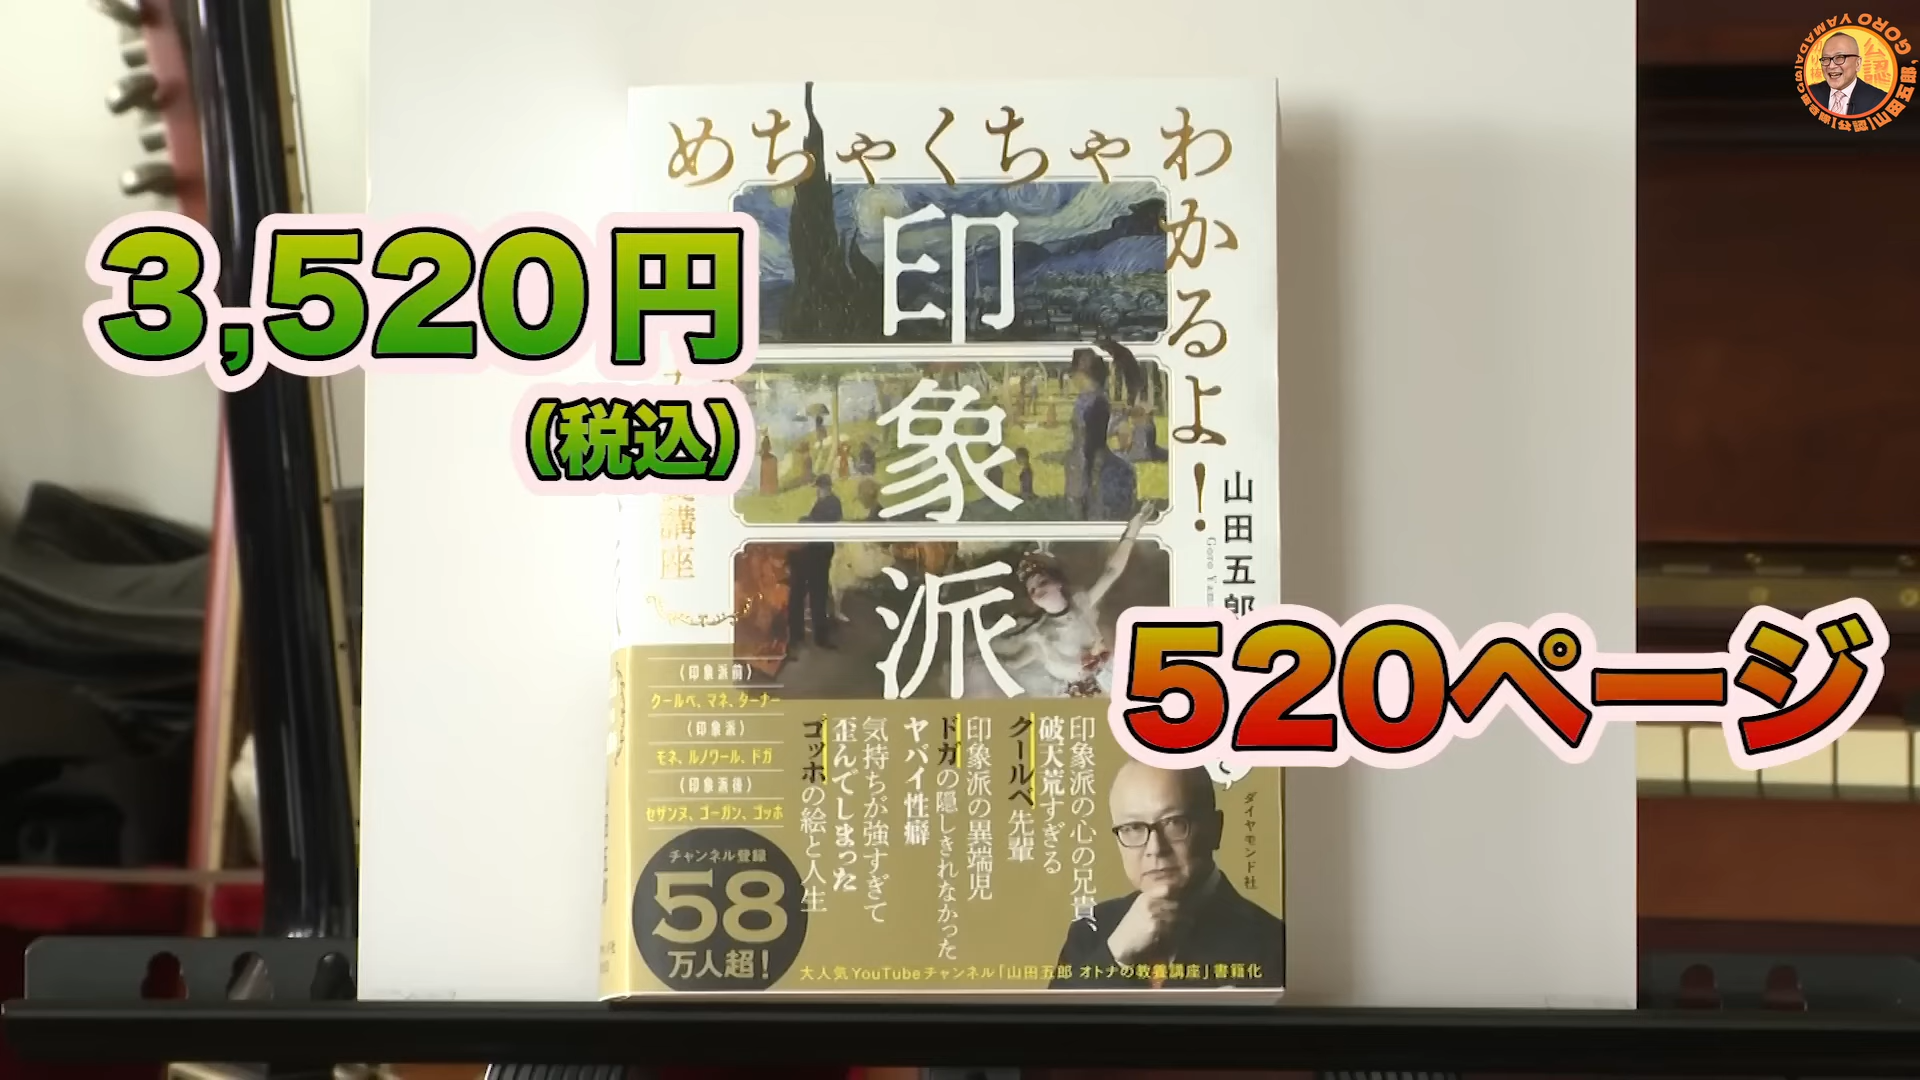 めちゃくちゃわかるよ！
印象派
山田五郎
3,520円
(税込)
講座
520ページ
ダイヤモンド社
(印象派前)
クールベ、マネ、ターナー
(印象派)
モネ、ルノワール、ドガ
(印象派後)
セザンヌ、ゴーガン、ゴッホ
チャンネル登録
58
万人超!
印象派の心の兄貴、
破天荒すぎる
クールベ先輩
印象派の異端児
ドガの隠しきれなかった
ヤバイ性癖
気持ちが強すぎて
歪んでしまった
ゴッホの絵と人生
大人気YouTubeチャンネル「山田五郎 オトナの教養講座」書籍化
GORO YAMADA
公認